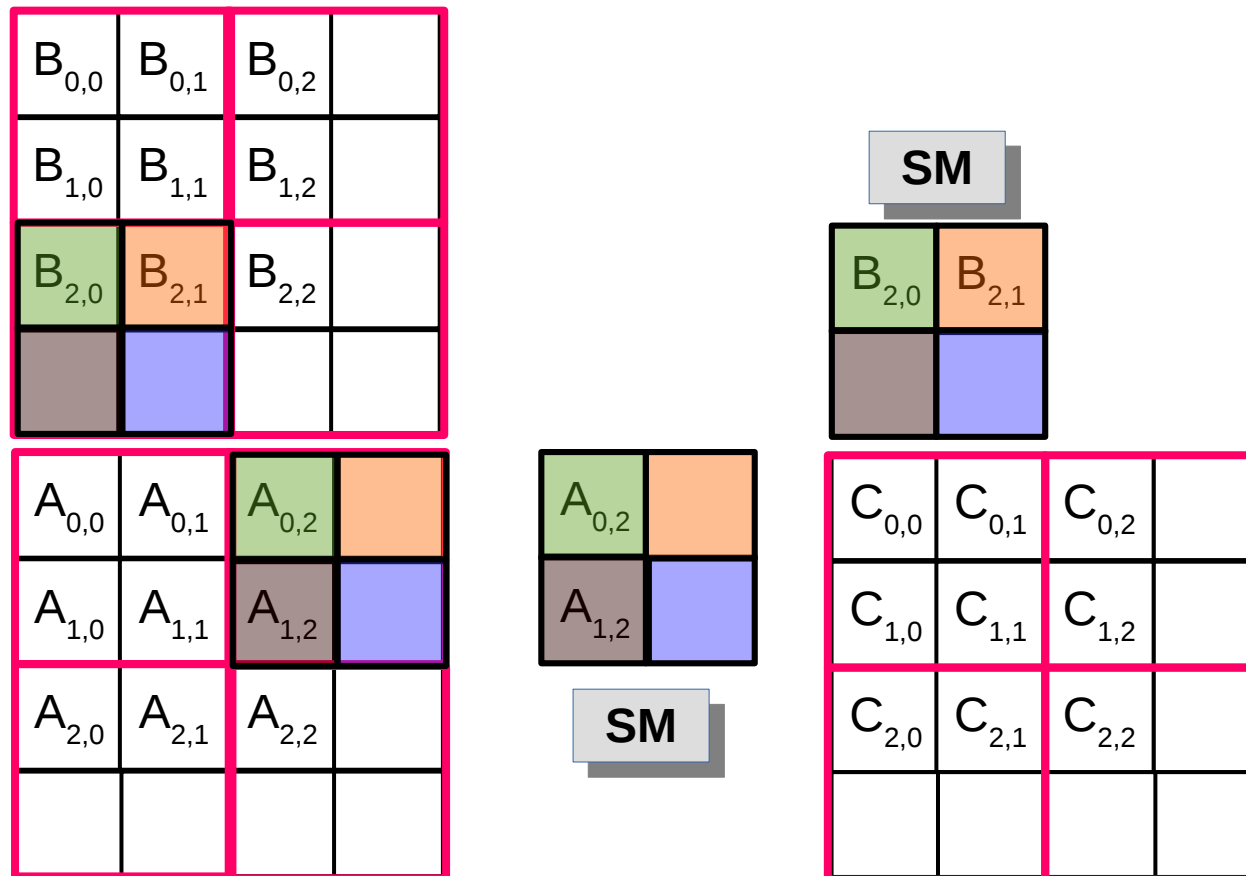 B0,0 B0,1 B0,2
B1,0 B1,1 B1,2
B2,0 B2,1 B2,2
SM
B2,0 B2,1
A0,0 A0,1 A0,2
A1,0 A1,1 A1,2
A2,0 A2,1 A2,2
A0,2
A1,2
SM
C0,0 C0,1 C0,2
C1,0 C1,1 C1,2
C2,0 C2,1 C2,2